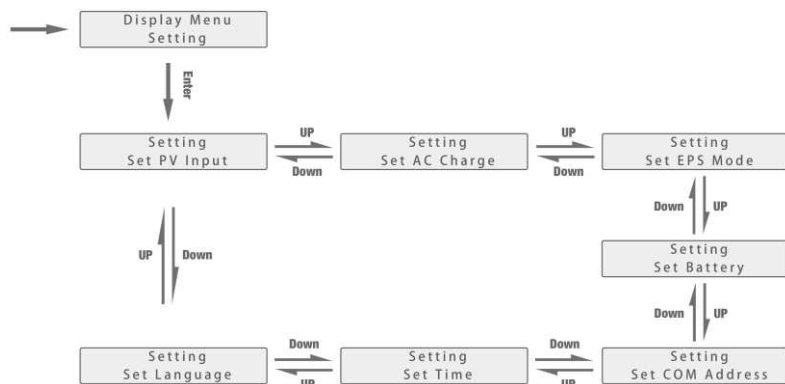 Display Menu
Setting
Enter
Setting
Set PV Input
UP
Down
Setting
Set AC Charge
UP
Down
Setting
Set EPS Mode
Down
UP
UP
Down
Setting
Set Battery
Down
UP
Setting
Set Language
Down
UP
Setting
Set Time
Down
UP
Setting
Set COM Address